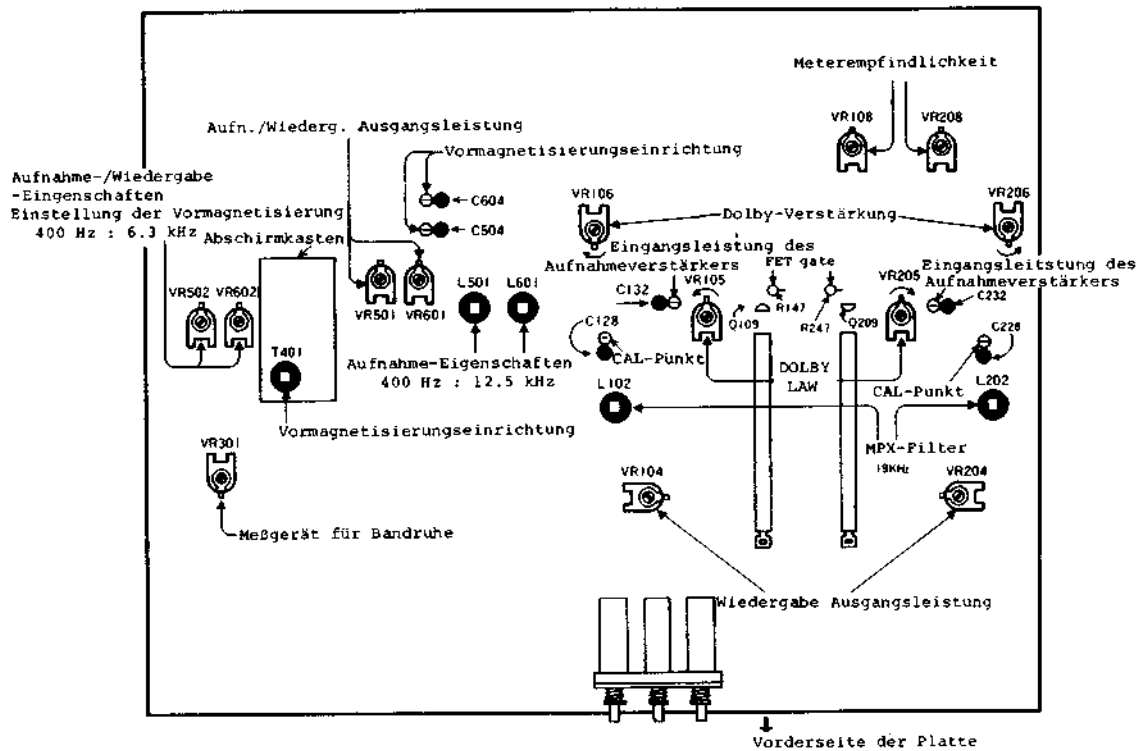 Meterempfindlichkeit
VR108
VR208
Aufn./Wiederg. Ausgangsleistung
Vormagnetisierungseinrichtung
Aufnahme-/Wiedergabe
-Eingenschaften
Einstellung der Vormagnetisierung
400 Hz : 6.3 kHz
C604
C504
VR106
Dolby-Verstärkung
VR206
Abschirmkasten
Eingangsleistung des
Aufnahmeverstärkers
FET gate
Eingangsleitstung des
Aufnahmeverstärkers
VR502
VR602
VR501
VR601
L501
L601
C132
VR105
R147
Q109
R247
Q209
VR205
C232
C128
CAL-Punkt
C228
CAL-Punkt
T401
Aufnahme-Eigenschaften
400 Hz : 12.5 kHz
DOLBY
LAW
L102
L202
Vormagnetisierungseinrichtung
VR301
MPX-Filter
19KHz
VR104
VR204
Meßgerät für Bandruhe
Wiedergabe Ausgangsleistung
Vorderseite der Platte